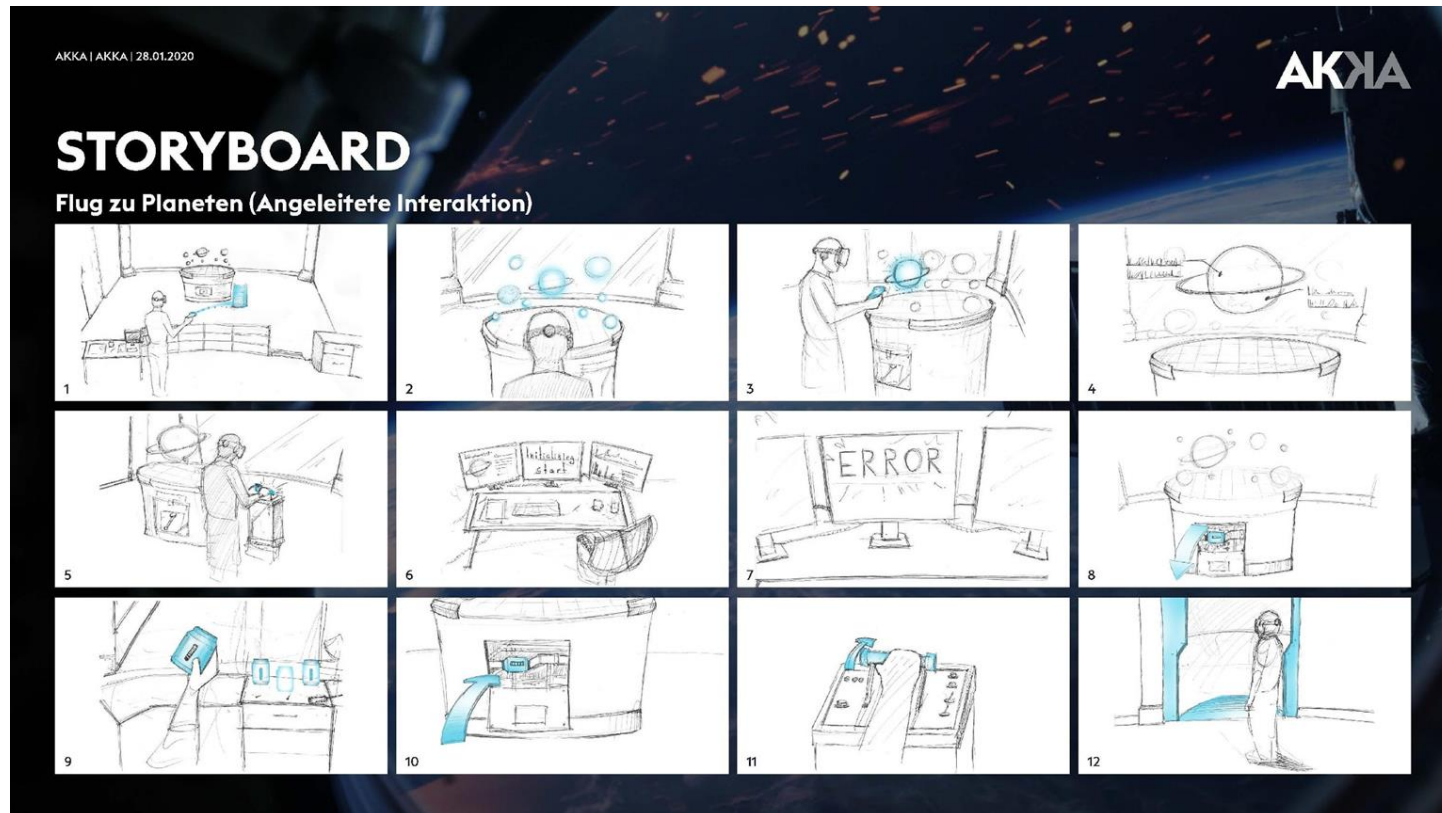 AKKA | AKKA | 28.01.2020
AKKA
STORYBOARD
Flug zu Planeten (Angeleitete Interaktion)
1
2
3
4
5
6
Initialising
start
7
ERROR
8
9
10
11
12